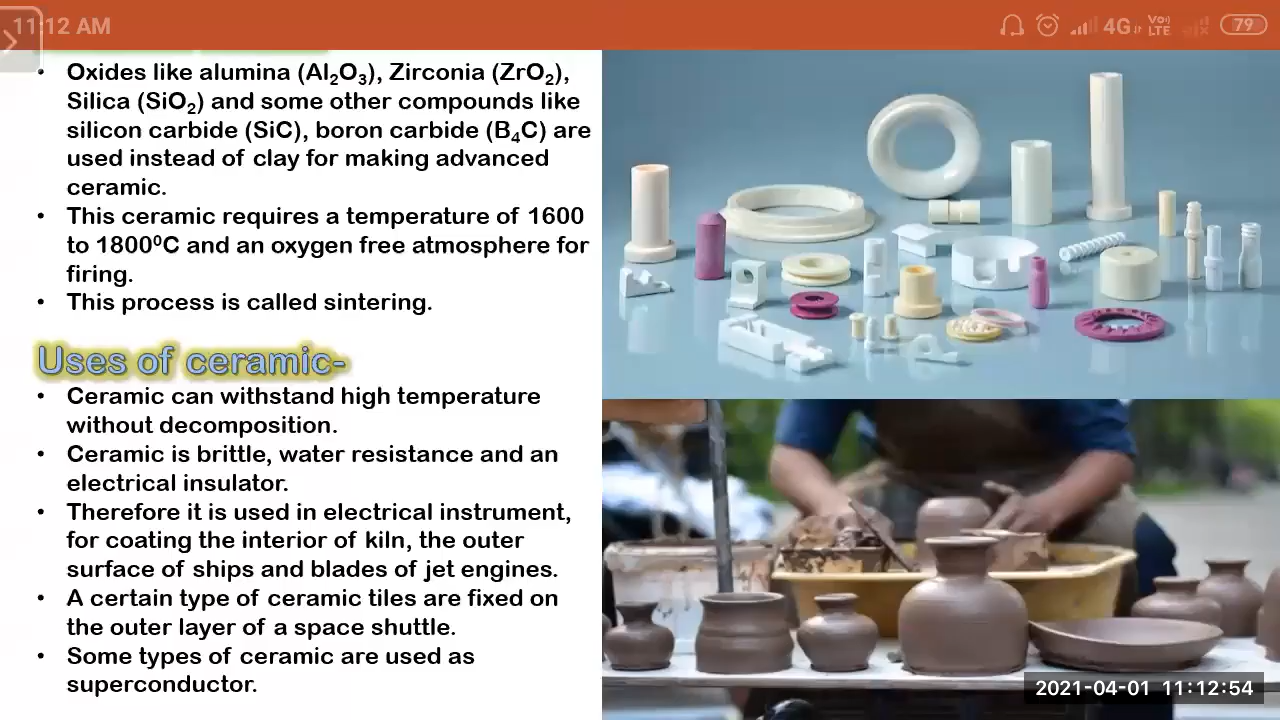 11:12 AM
4G
Vo)
LTE
79
• Oxides like alumina (Al₂O₃), Zirconia (ZrO₂),
Silica (SiO₂) and some other compounds like
silicon carbide (SiC), boron carbide (B₄C) are
used instead of clay for making advanced
ceramic.
• This ceramic requires a temperature of 1600
to 1800⁰C and an oxygen free atmosphere for
firing.
• This process is called sintering.
Uses of ceramic-
• Ceramic can withstand high temperature
without decomposition.
• Ceramic is brittle, water resistance and an
electrical insulator.
• Therefore it is used in electrical instrument,
for coating the interior of kiln, the outer
surface of ships and blades of jet engines.
• A certain type of ceramic tiles are fixed on
the outer layer of a space shuttle.
• Some types of ceramic are used as
superconductor.
2021-04-01 11:12:54